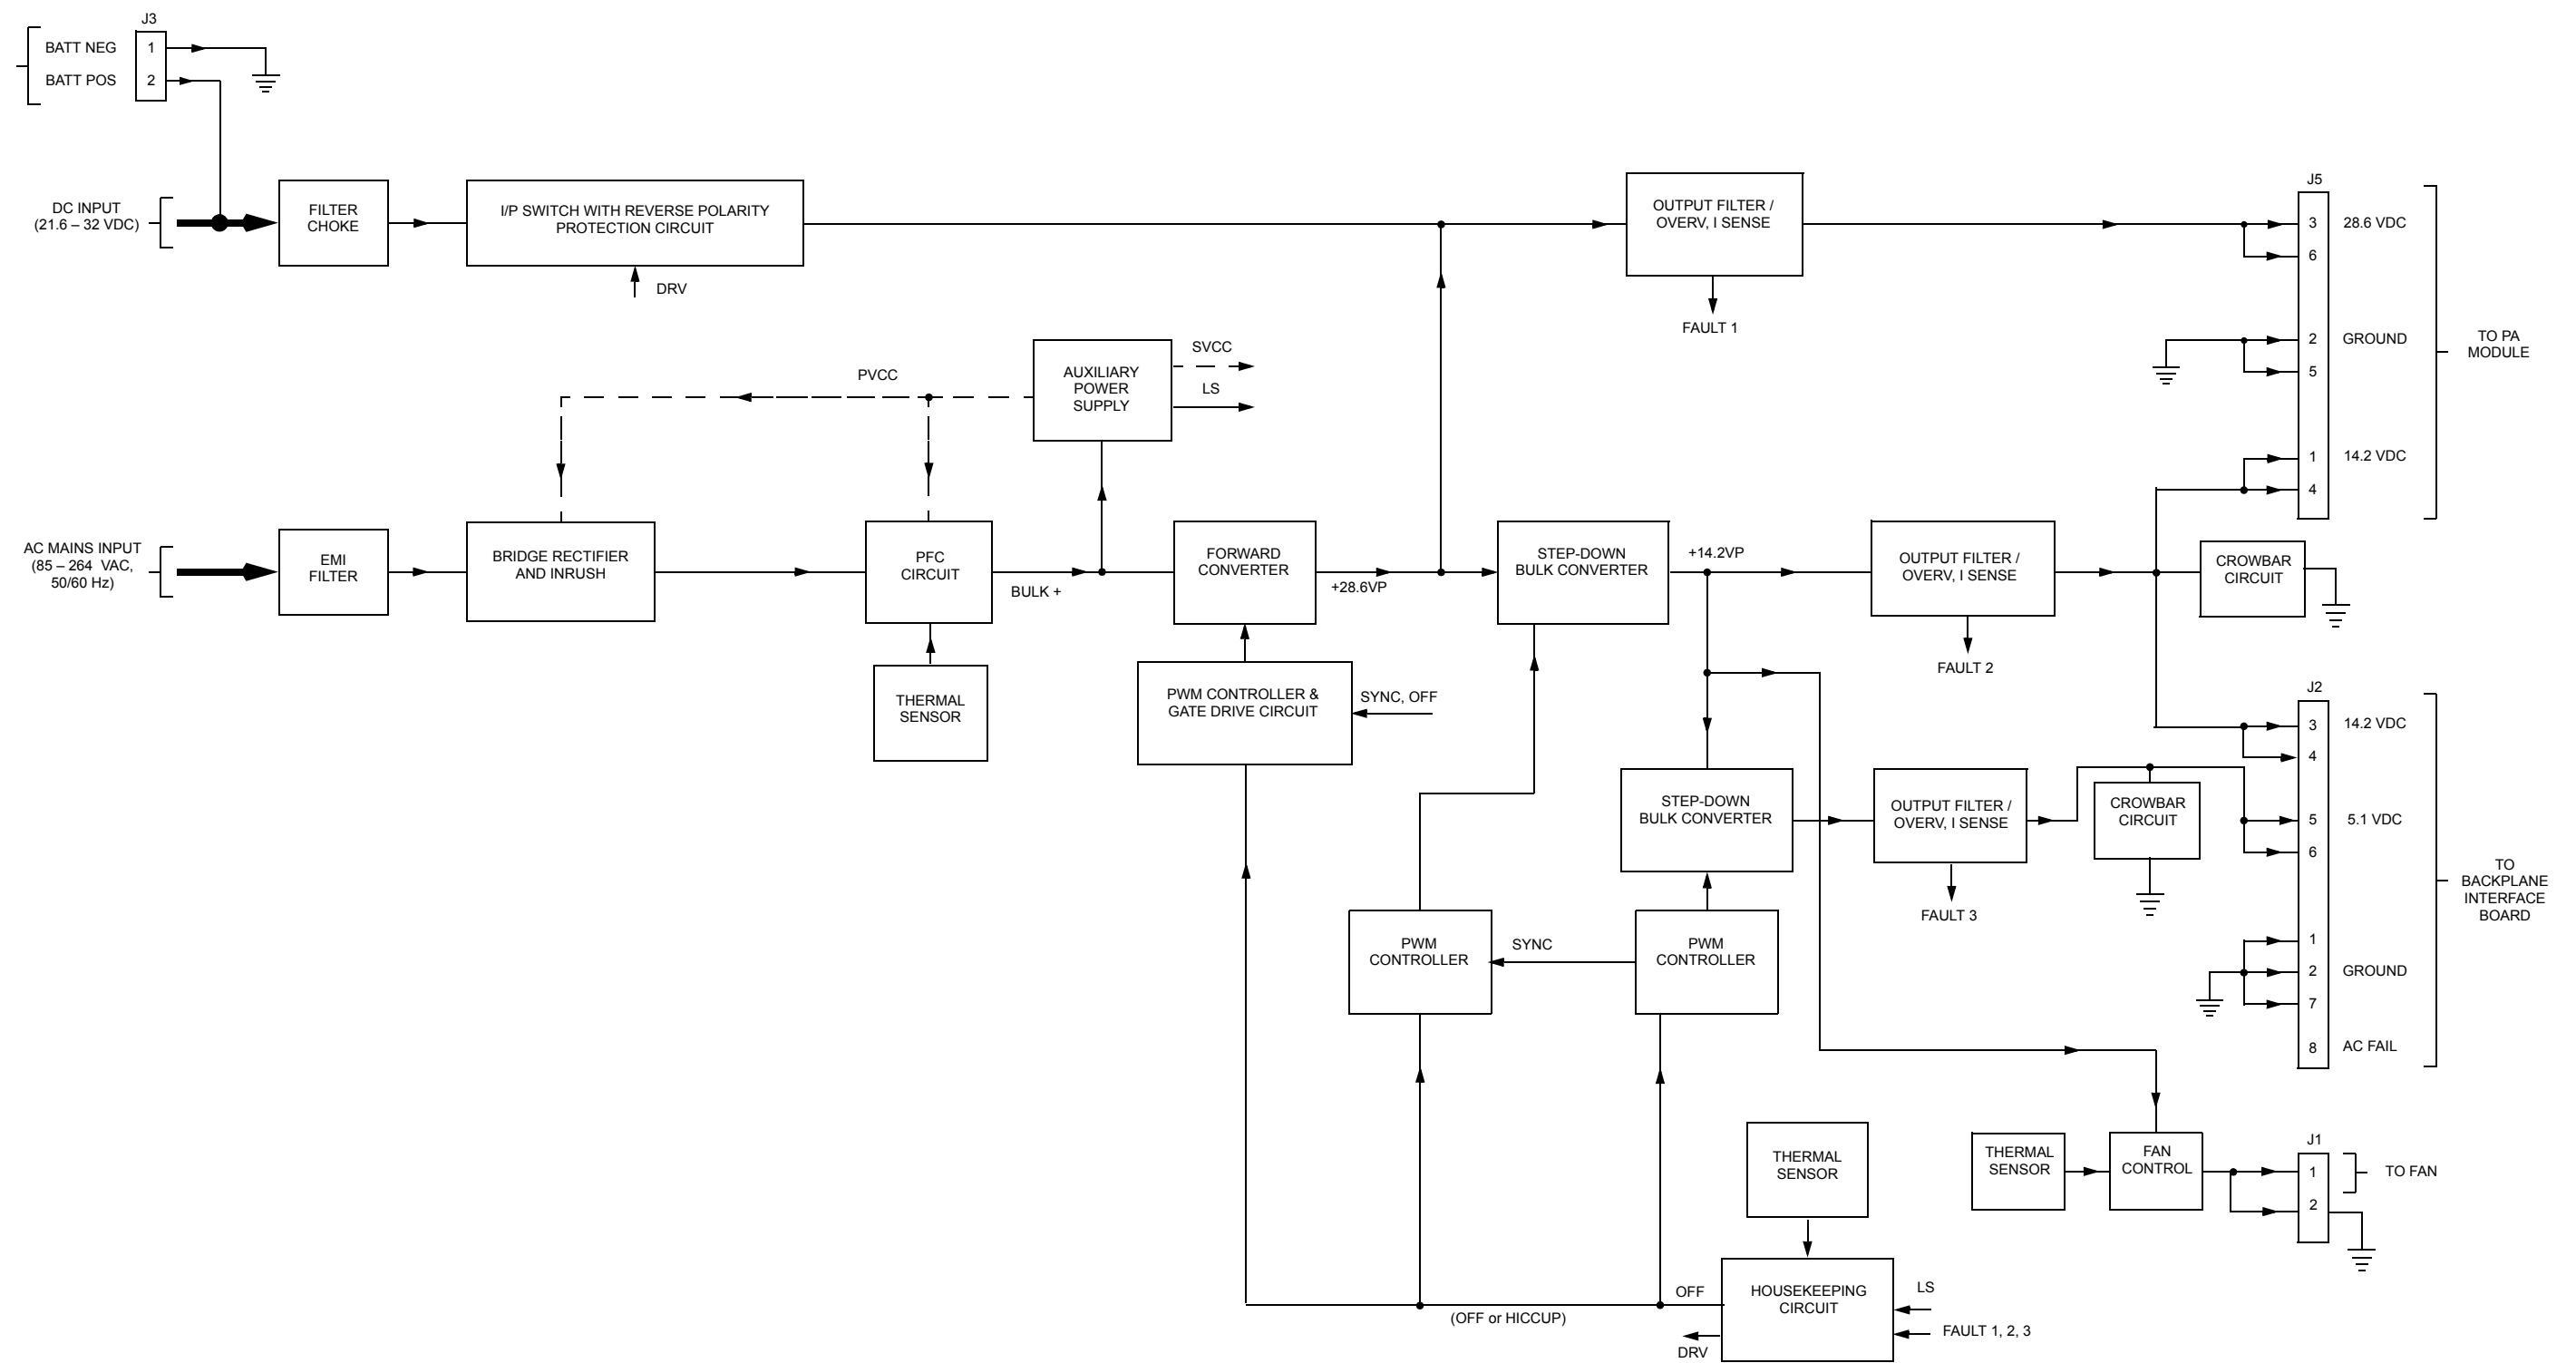 J3
BATT NEG
1
BATT POS
2
DC INPUT
(21.6 – 32 VDC)
FILTER
CHOKE
I/P SWITCH WITH REVERSE POLARITY
PROTECTION CIRCUIT
DRV
OUTPUT FILTER /
OVERV, I SENSE
FAULT 1
J5
3
28.6 VDC
6
2
GROUND
5
1
14.2 VDC
4
TO PA
MODULE
PVCC
AUXILIARY
POWER
SUPPLY
SVCC
LS
AC MAINS INPUT
(85 – 264 VAC,
50/60 Hz)
EMI
FILTER
BRIDGE RECTIFIER
AND INRUSH
PFC
CIRCUIT
BULK +
FORWARD
CONVERTER
+28.6VP
STEP-DOWN
BULK CONVERTER
+14.2VP
OUTPUT FILTER /
OVERV, I SENSE
FAULT 2
CROWBAR
CIRCUIT
THERMAL
SENSOR
PWM CONTROLLER &
GATE DRIVE CIRCUIT
SYNC, OFF
J2
3
14.2 VDC
4
5
5.1 VDC
6
1
2
GROUND
7
8
AC FAIL
TO
BACKPLANE
INTERFACE
BOARD
STEP-DOWN
BULK CONVERTER
OUTPUT FILTER /
OVERV, I SENSE
FAULT 3
CROWBAR
CIRCUIT
PWM
CONTROLLER
SYNC
PWM
CONTROLLER
THERMAL
SENSOR
THERMAL
SENSOR
FAN
CONTROL
J1
1
2
TO FAN
HOUSEKEEPING
CIRCUIT
OFF
(OFF or HICCUP)
DRV
LS
FAULT 1, 2, 3